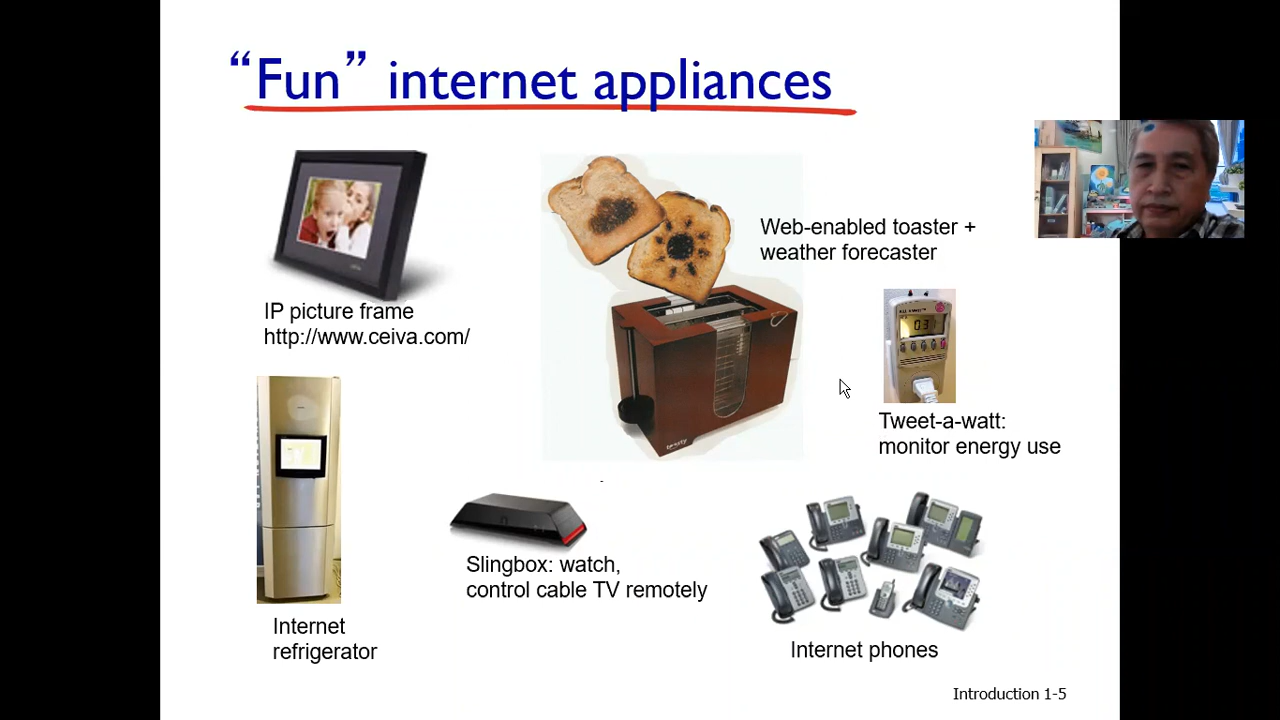 “Fun” internet appliances
IP picture frame
http://www.ceiva.com/
Web-enabled toaster +
weather forecaster
Tweet-a-watt:
monitor energy use
Internet
refrigerator
Slingbox: watch,
control cable TV remotely
Internet phones
Introduction 1-5